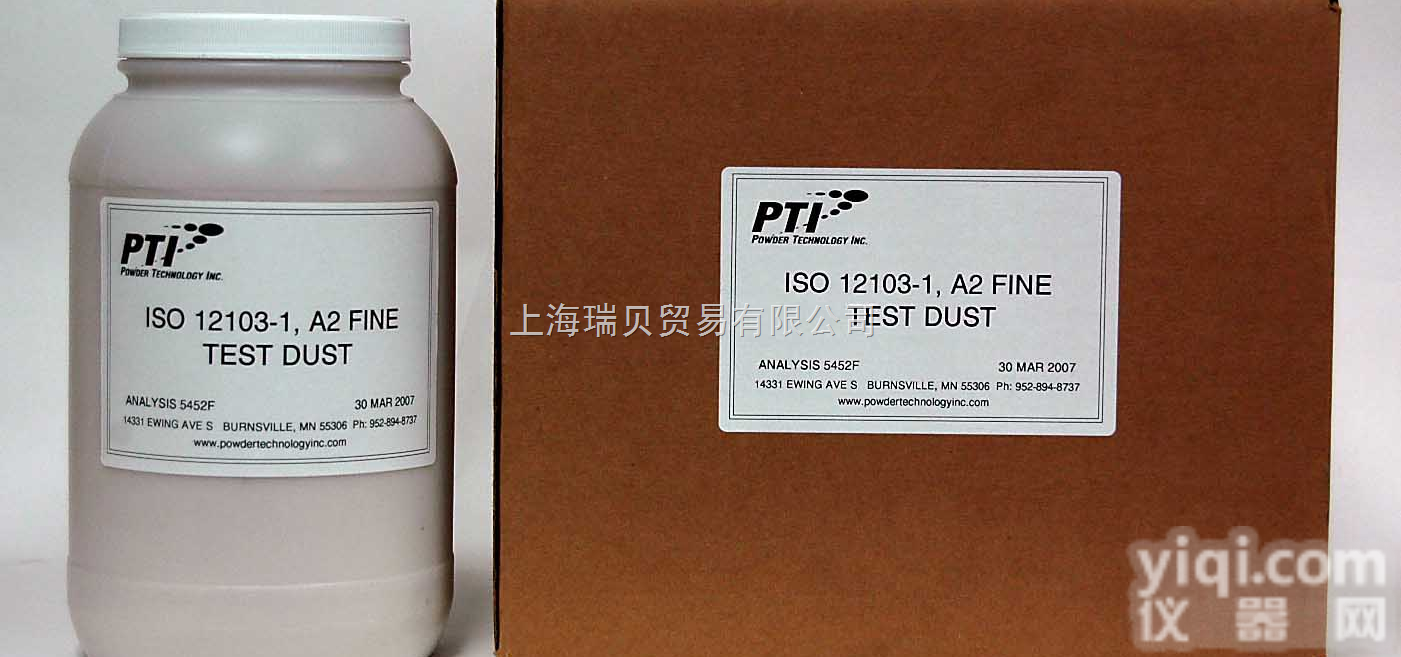 PTI
POWDER TECHNOLOGY INC.
ISO 12103-1, A2 FINE
TEST DUST
ANALYSIS 5452F
30 MAR 2007
14331 EWING AVE S BURNSVILLE, MN 55306 Ph: 952-894-8737
www.powdertechnologyinc.com
PTI
POWDER TECHNOLOGY INC.
ISO 12103-1, A2 FINE
TEST DUST
ANALYSIS 5452F
30 MAR 2007
14331 EWING AVE S BURNSVILLE, MN 55306 Ph: 952-894-8737
www.powdertechnologyinc.com
上海瑞贝贸易有限公司
yiqi.com
仪器网